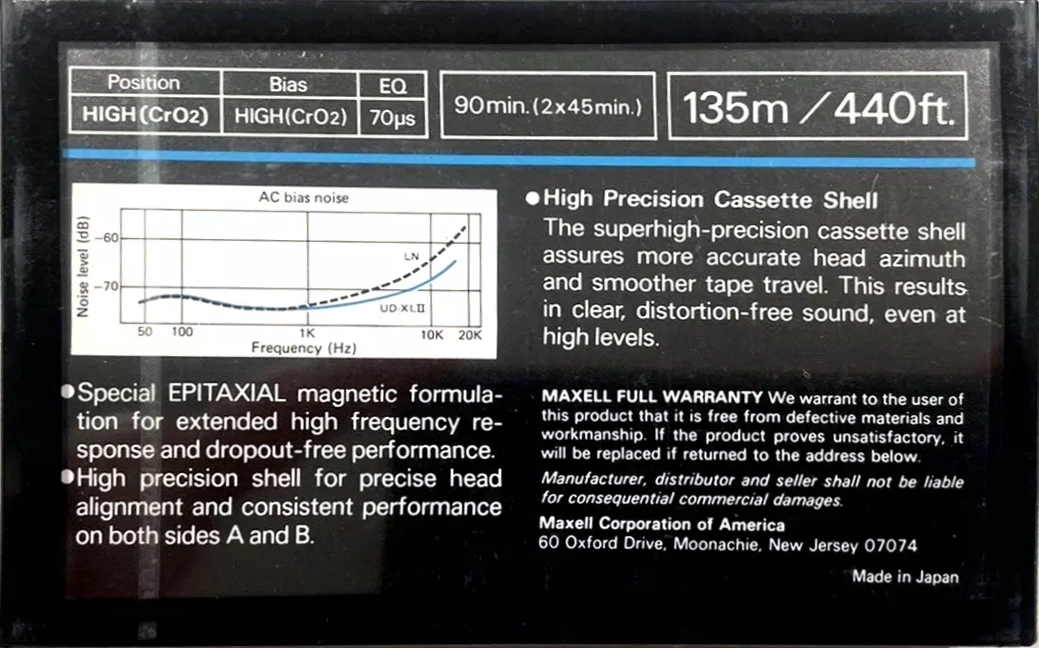 Position Bias EQ
HIGH (CrO2) HIGH(CrO2) 70μs
90min. (2x45min.)
135m / 440ft.
AC bias noise
Noise level (dB)
-60
-70
LN
UD-XLII
50 100 1K 10K 20K
Frequency (Hz)
●Special EPITAXIAL magnetic formula-
tion for extended high frequency re-
sponse and dropout-free performance.
●High precision shell for precise head
alignment and consistent performance
on both sides A and B.
●High Precision Cassette Shell
The superhigh-precision cassette shell
assures more accurate head azimuth
and smoother tape travel. This results
in clear, distortion-free sound, even at
high levels.
MAXELL FULL WARRANTY We warrant to the user of
this product that it is free from defective materials and
workmanship. If the product proves unsatisfactory, it
will be replaced if returned to the address below.
Manufacturer, distributor and seller shall not be liable
for consequential commercial damages.
Maxell Corporation of America
60 Oxford Drive, Moonachie, New Jersey 07074
Made in Japan